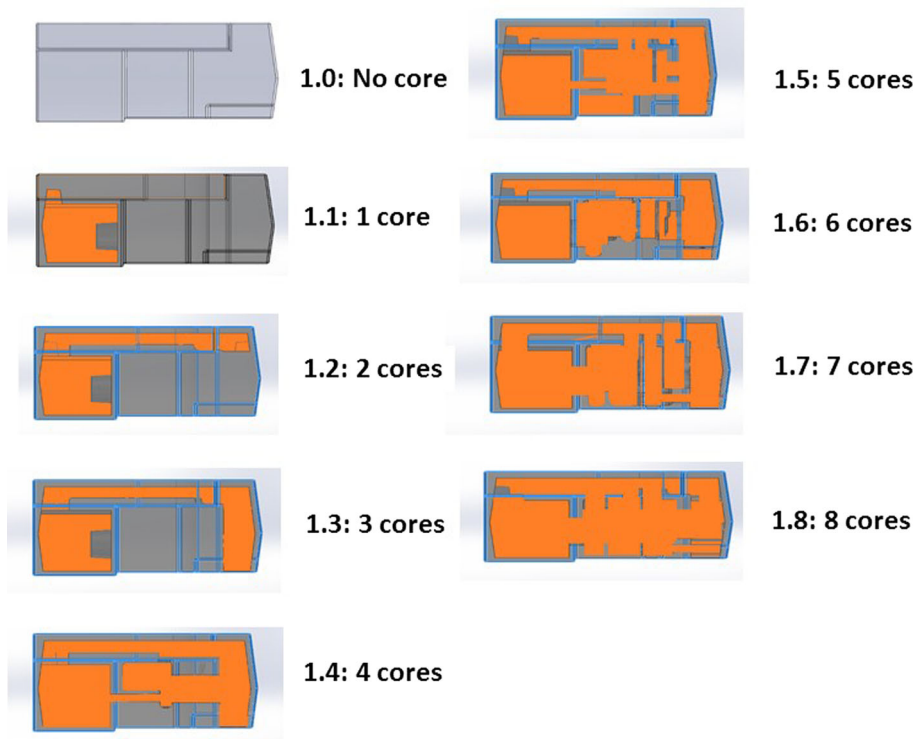 1.0: No core
1.1: 1 core
1.2: 2 cores
1.3: 3 cores
1.4: 4 cores
1.5: 5 cores
1.6: 6 cores
1.7: 7 cores
1.8: 8 cores